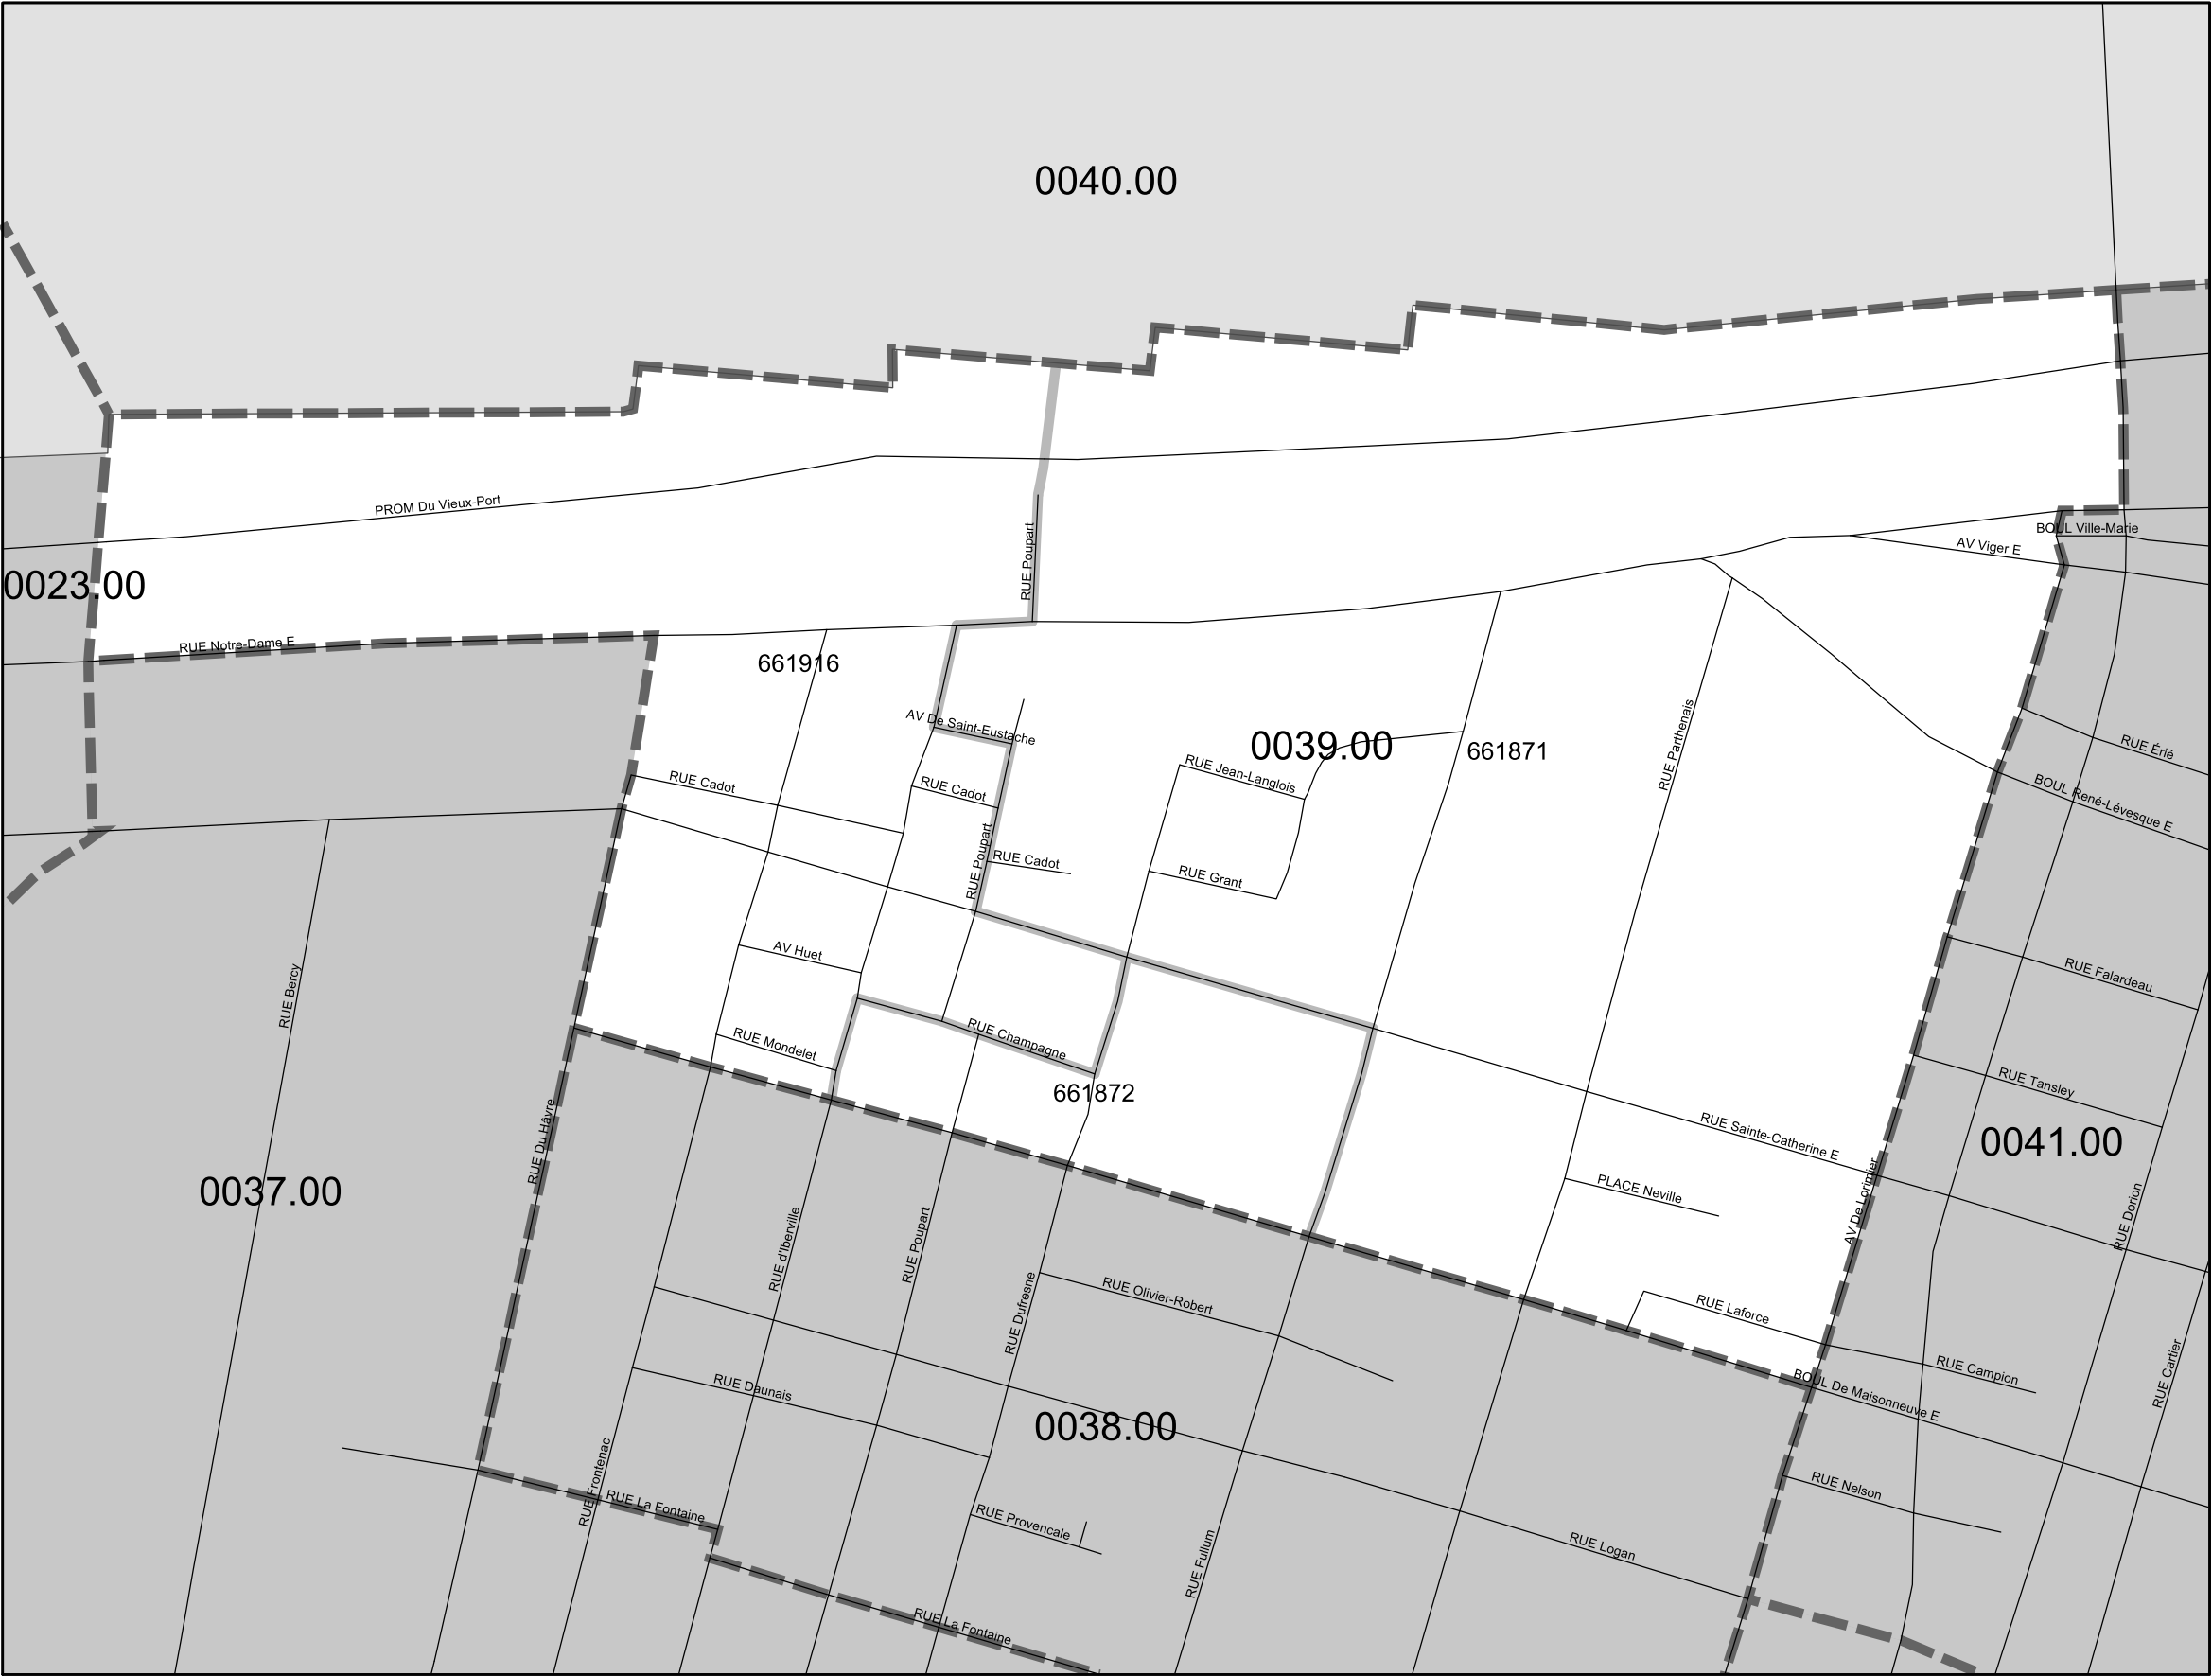 0040.00
PROM Du Vieux-Port
RUE Poupart
BOUL Ville-Marie
AV Viger E
0023.00
RUE Notre-Dame E
661916
AV De Saint-Eustache
0039.00
661871
RUE Parthenais
RUE Érié
RUE Jean-Langlois
RUE Cadot
RUE Cadot
BOUL René-Lévesque E
RUE Poupart
RUE Cadot
RUE Grant
AV Huet
RUE Bercy
RUE Falardeau
RUE Mondelet
RUE Champagne
661872
RUE Tansley
RUE Sainte-Catherine E
0041.00
RUE Du Hâvre
0037.00
PLACE Neville
AV De Lorimier
RUE Dorion
RUE d'Iberville
RUE Poupart
RUE Dufresne
RUE Olivier-Robert
RUE Laforce
RUE Campion
RUE Cartier
BOUL De Maisonneuve E
RUE Daunais
0038.00
RUE Nelson
RUE Frontenac
RUE La Fontaine
RUE Provencale
RUE Fullum
RUE Logan
RUE La Fontaine